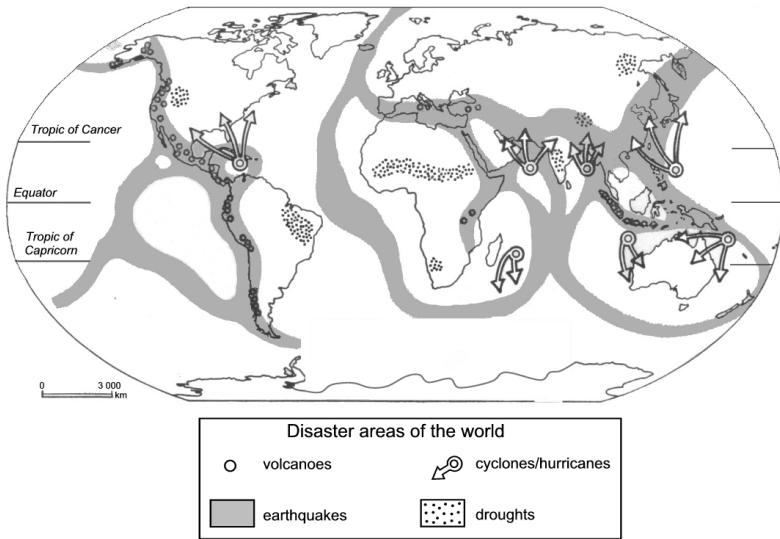 Tropic of Cancer
Equator
Tropic of
Capricorn
0 3 000
km
Disaster areas of the world
volcanoes
cyclones/hurricanes
earthquakes
droughts